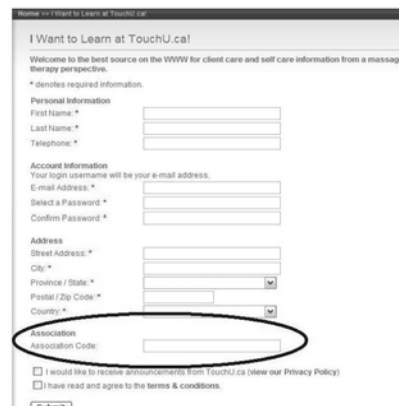 Home >> I Want to Learn at TouchU.ca!
I Want to Learn at TouchU.ca!
Welcome to the best source on the WWW for client care and self care information from a massag
therapy perspective.
* denotes required information.
Personal Information
First Name: *
Last Name: *
Telephone: *
Account Information
Your login username will be your e-mail address.
E-mail Address: *
Select a Password: *
Confirm Password: *
Address
Street Address: *
City: *
Province / State: *
Postal / Zip Code: *
Country: *
Association
Association Code:
I would like to receive announcements from TouchU.ca (view our Privacy Policy)
I have read and agree to the terms & conditions.
Submit